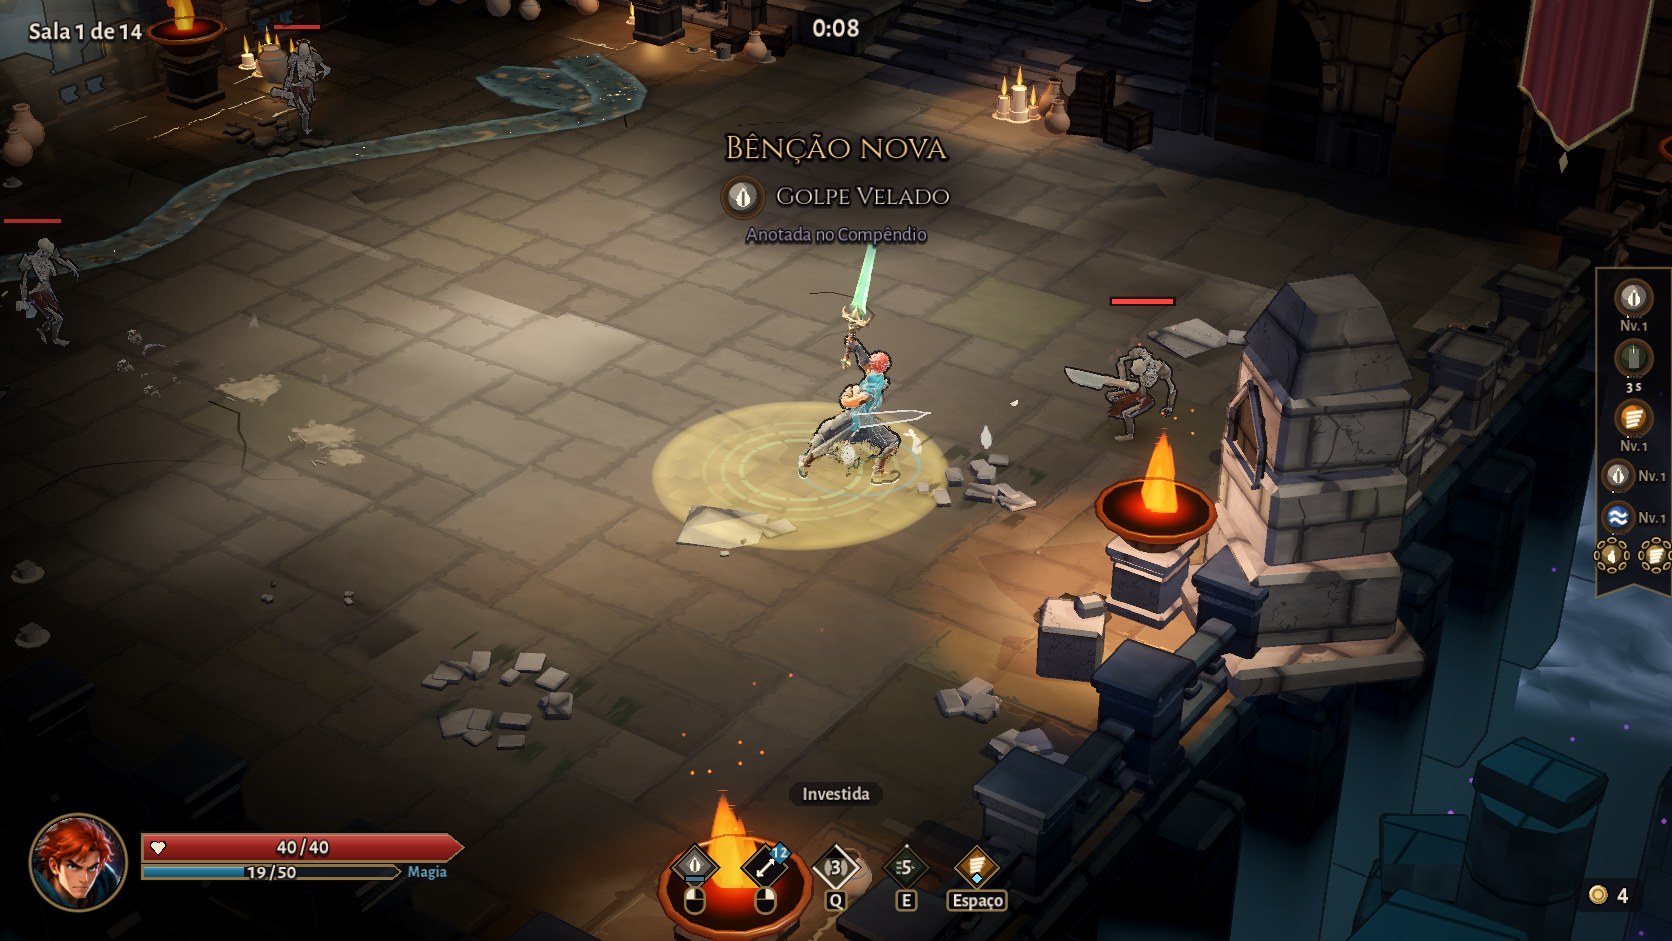 Sala 1 de 14
0:08
Bênção nova
Golpe Velado
Anotada no Compêndio
Nv.1
3 s
Nv.1
Nv.1
Nv.1
Investida
40/40
19/50
Magia
12
3
5
Q
E
Espaço
4